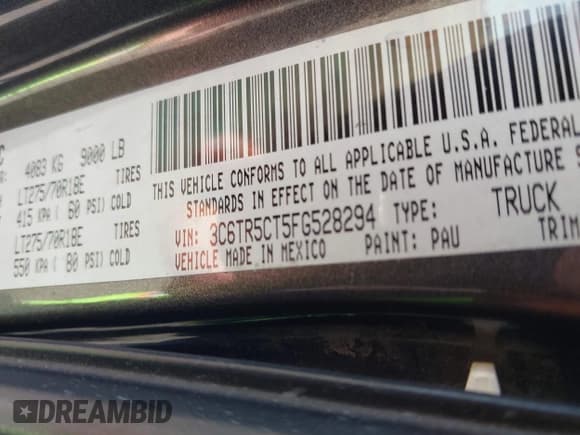 4083 KG 9000 LB
LT275/70R18E TIRES
415 KPA ( 60 PSI) COLD
LT275/70R18E TIRES
550 KPA ( 80 PSI) COLD
THIS VEHICLE CONFORMS TO ALL APPLICABLE U.S.A. FEDERAL
STANDARDS IN EFFECT ON THE DATE OF MANUFACTURE
VIN: 3C6TR5CT5FG528294 TYPE: TRUCK
VEHICLE MADE IN MEXICO PAINT: PAU TRIM
DREAMBID